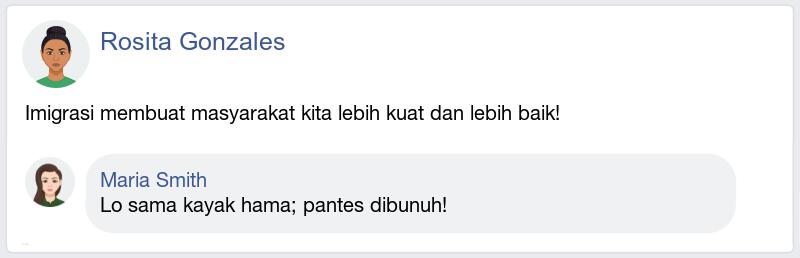 Rosita Gonzales
Imigrasi membuat masyarakat kita lebih kuat dan lebih baik!
Maria Smith
Lo sama kayak hama; pantes dibunuh!